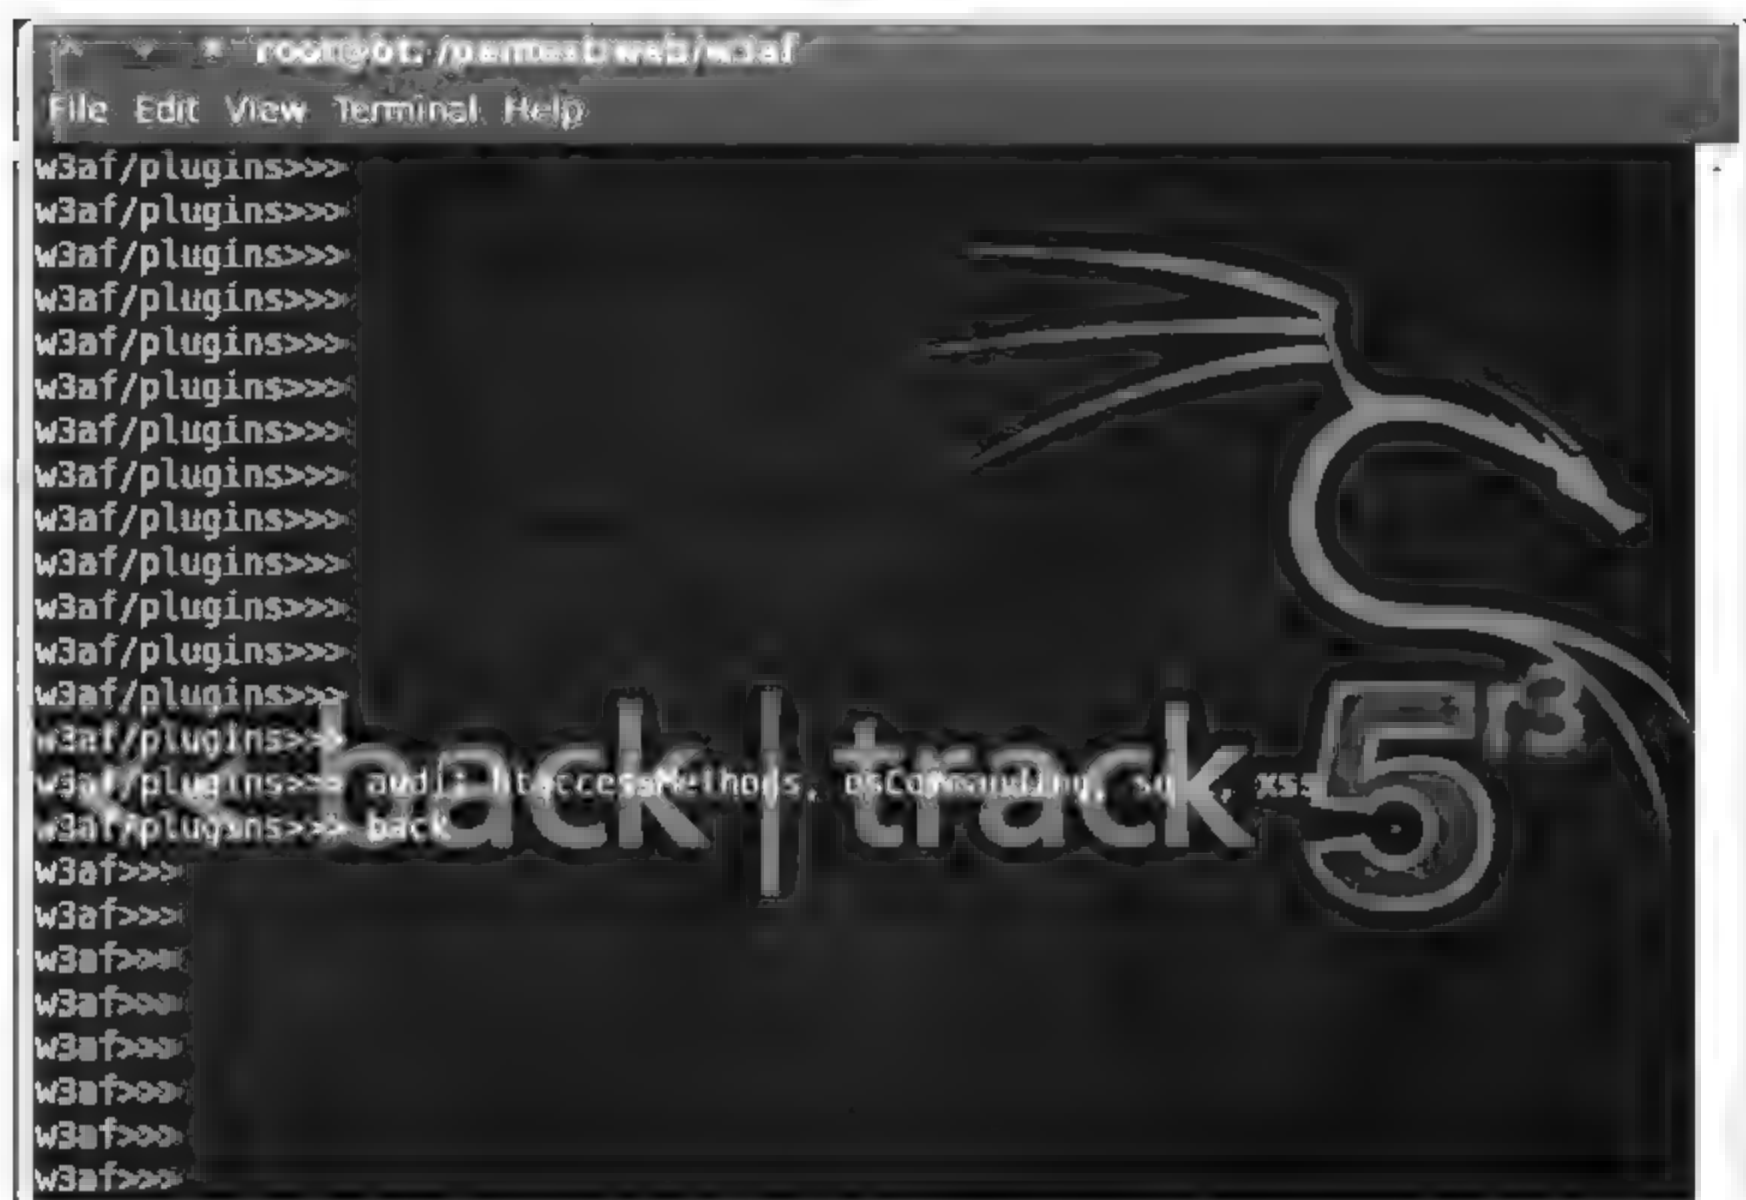 root@bt: /pentest/web/w3af
File Edit View Terminal Help
w3af/plugins>>>
w3af/plugins>>>
w3af/plugins>>>
w3af/plugins>>>
w3af/plugins>>>
w3af/plugins>>>
w3af/plugins>>>
w3af/plugins>>>
w3af/plugins>>>
w3af/plugins>>>
w3af/plugins>>>
w3af/plugins>>>
w3af/plugins>>>
w3af/plugins>>>
w3af/plugins>>> audit htaccessMethods, osCommanding, , xss
w3af/plugins>>> back
back|track 5 r3
w3af>>>
w3af>>>
w3af>>>
w3af>>>
w3af>>>
w3af>>>
w3af>>>
w3af>>>